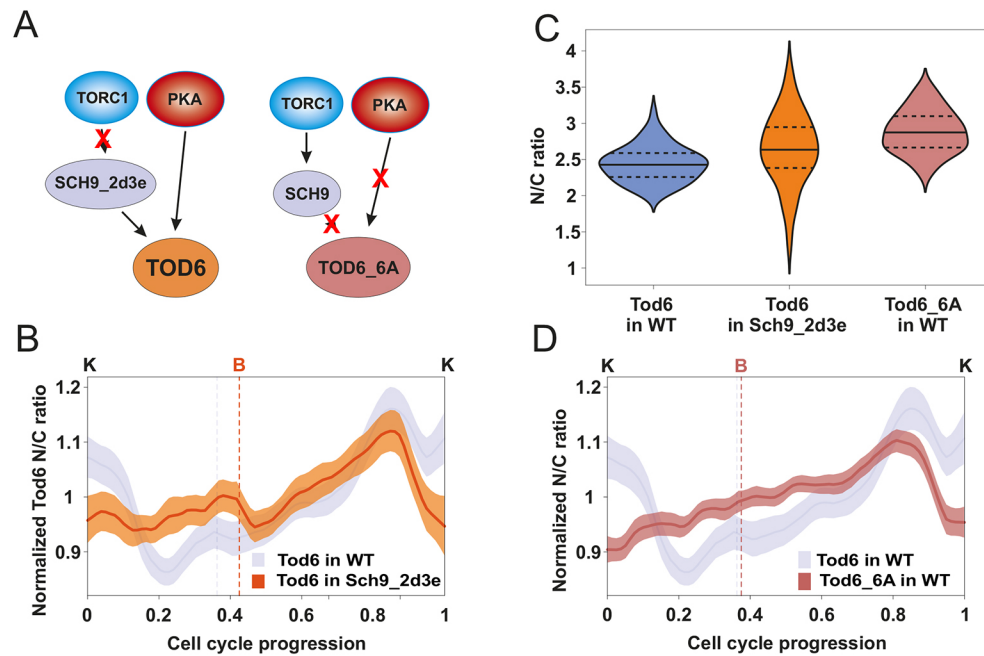 A
TORC1
PKA
X
SCH9_2d3e
TOD6
TORC1
PKA
X
SCH9
X
TOD6_6A
C
N/C ratio
4
3.5
3
2.5
2
1.5
1
Tod6
in WT
Tod6
in Sch9_2d3e
Tod6_6A
in WT
B
K
B
K
Normalized Tod6 N/C ratio
1.2
1.1
1
0.9
Tod6 in WT
Tod6 in Sch9_2d3e
0
0.2
0.4
0.6
0.8
1
Cell cycle progression
D
K
B
K
Normalized N/C ratio
1.2
1.1
1
0.9
Tod6 in WT
Tod6_6A in WT
0
0.2
0.4
0.6
0.8
1
Cell cycle progression